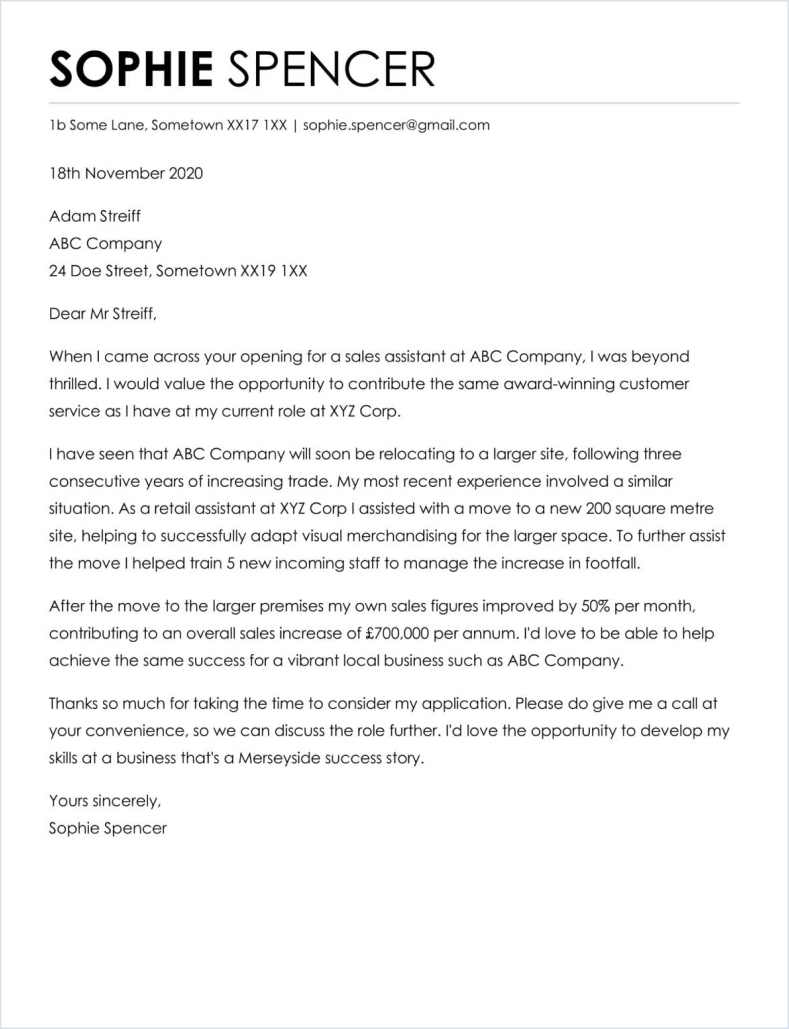 SOPHIE SPENCER
1b Some Lane, Sometown XX17 1XX | sophie.spencer@gmail.com
18th November 2020
Adam Streiff
ABC Company
24 Doe Street, Sometown XX19 1XX
Dear Mr Streiff,
When I came across your opening for a sales assistant at ABC Company, I was beyond
thrilled. I would value the opportunity to contribute the same award-winning customer
service as I have at my current role at XYZ Corp.
I have seen that ABC Company will soon be relocating to a larger site, following three
consecutive years of increasing trade. My most recent experience involved a similar
situation. As a retail assistant at XYZ Corp I assisted with a move to a new 200 square metre
site, helping to successfully adapt visual merchandising for the larger space. To further assist
the move I helped train 5 new incoming staff to manage the increase in footfall.
After the move to the larger premises my own sales figures improved by 50% per month,
contributing to an overall sales increase of £700,000 per annum. I'd love to be able to help
achieve the same success for a vibrant local business such as ABC Company.
Thanks so much for taking the time to consider my application. Please do give me a call at
your convenience, so we can discuss the role further. I'd love the opportunity to develop my
skills at a business that's a Merseyside success story.
Yours sincerely,
Sophie Spencer